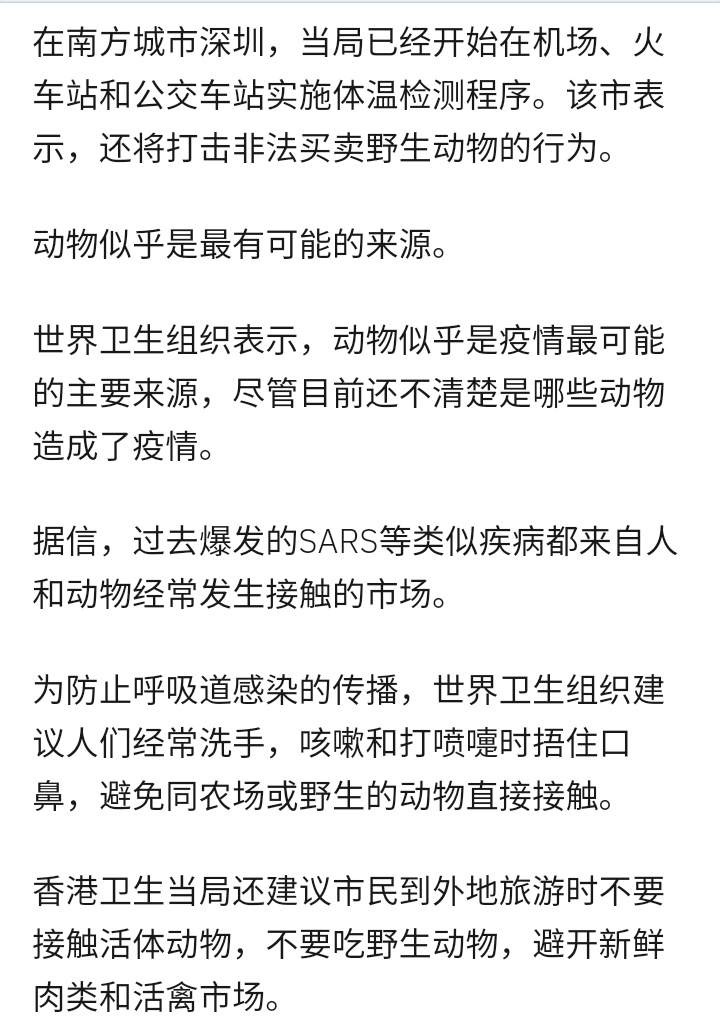 在南方城市深圳，当局已经开始在机场、火
车站和公交车站实施体温检测程序。该市表
示，还将打击非法买卖野生动物的行为。
动物似乎是最有可能的来源。
世界卫生组织表示，动物似乎是疫情最可能
的主要来源，尽管目前还不清楚是哪些动物
造成了疫情。
据信，过去爆发的SARS等类似疾病都来自人
和动物经常发生接触的市场。
为防止呼吸道感染的传播，世界卫生组织建
议人们经常洗手，咳嗽和打喷嚏时捂住口
鼻，避免同农场或野生的动物直接接触。
香港卫生当局还建议市民到外地旅游时不要
接触活体动物，不要吃野生动物，避开新鲜
肉类和活禽市场。